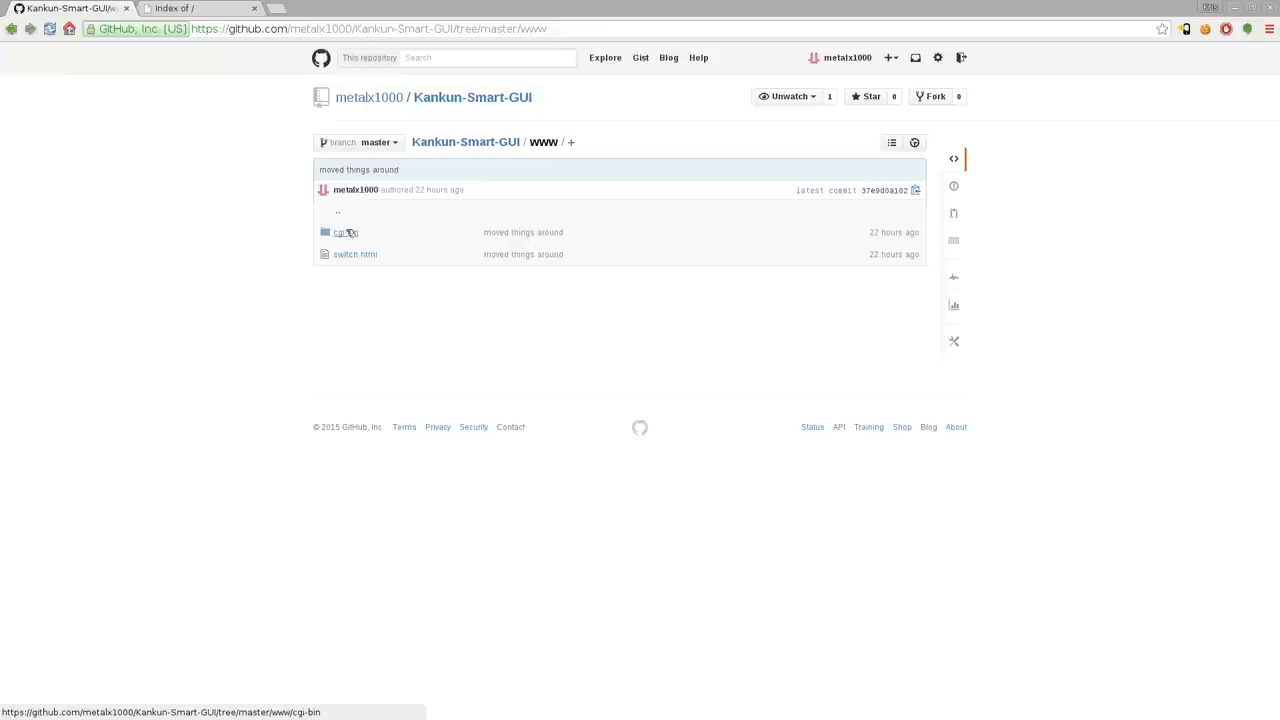 Kankun-Smart-GUI/w
Index of /
GitHub, Inc. [US] https://github.com/metalx1000/Kankun-Smart-GUI/tree/master/www
This repository Search Explore Gist Blog Help metalx1000
metalx1000 / Kankun-Smart-GUI Unwatch 1 Star 0 Fork 0
branch: master Kankun-Smart-GUI / www / +
moved things around
metalx1000 authored 22 hours ago latest commit 37e9d0a102
..
moved things around 22 hours ago
switch.html moved things around 22 hours ago
© 2015 GitHub, Inc. Terms Privacy Security Contact Status API Training Shop Blog About
https://github.com/metalx1000/Kankun-Smart-GUI/tree/master/www/cgi-bin